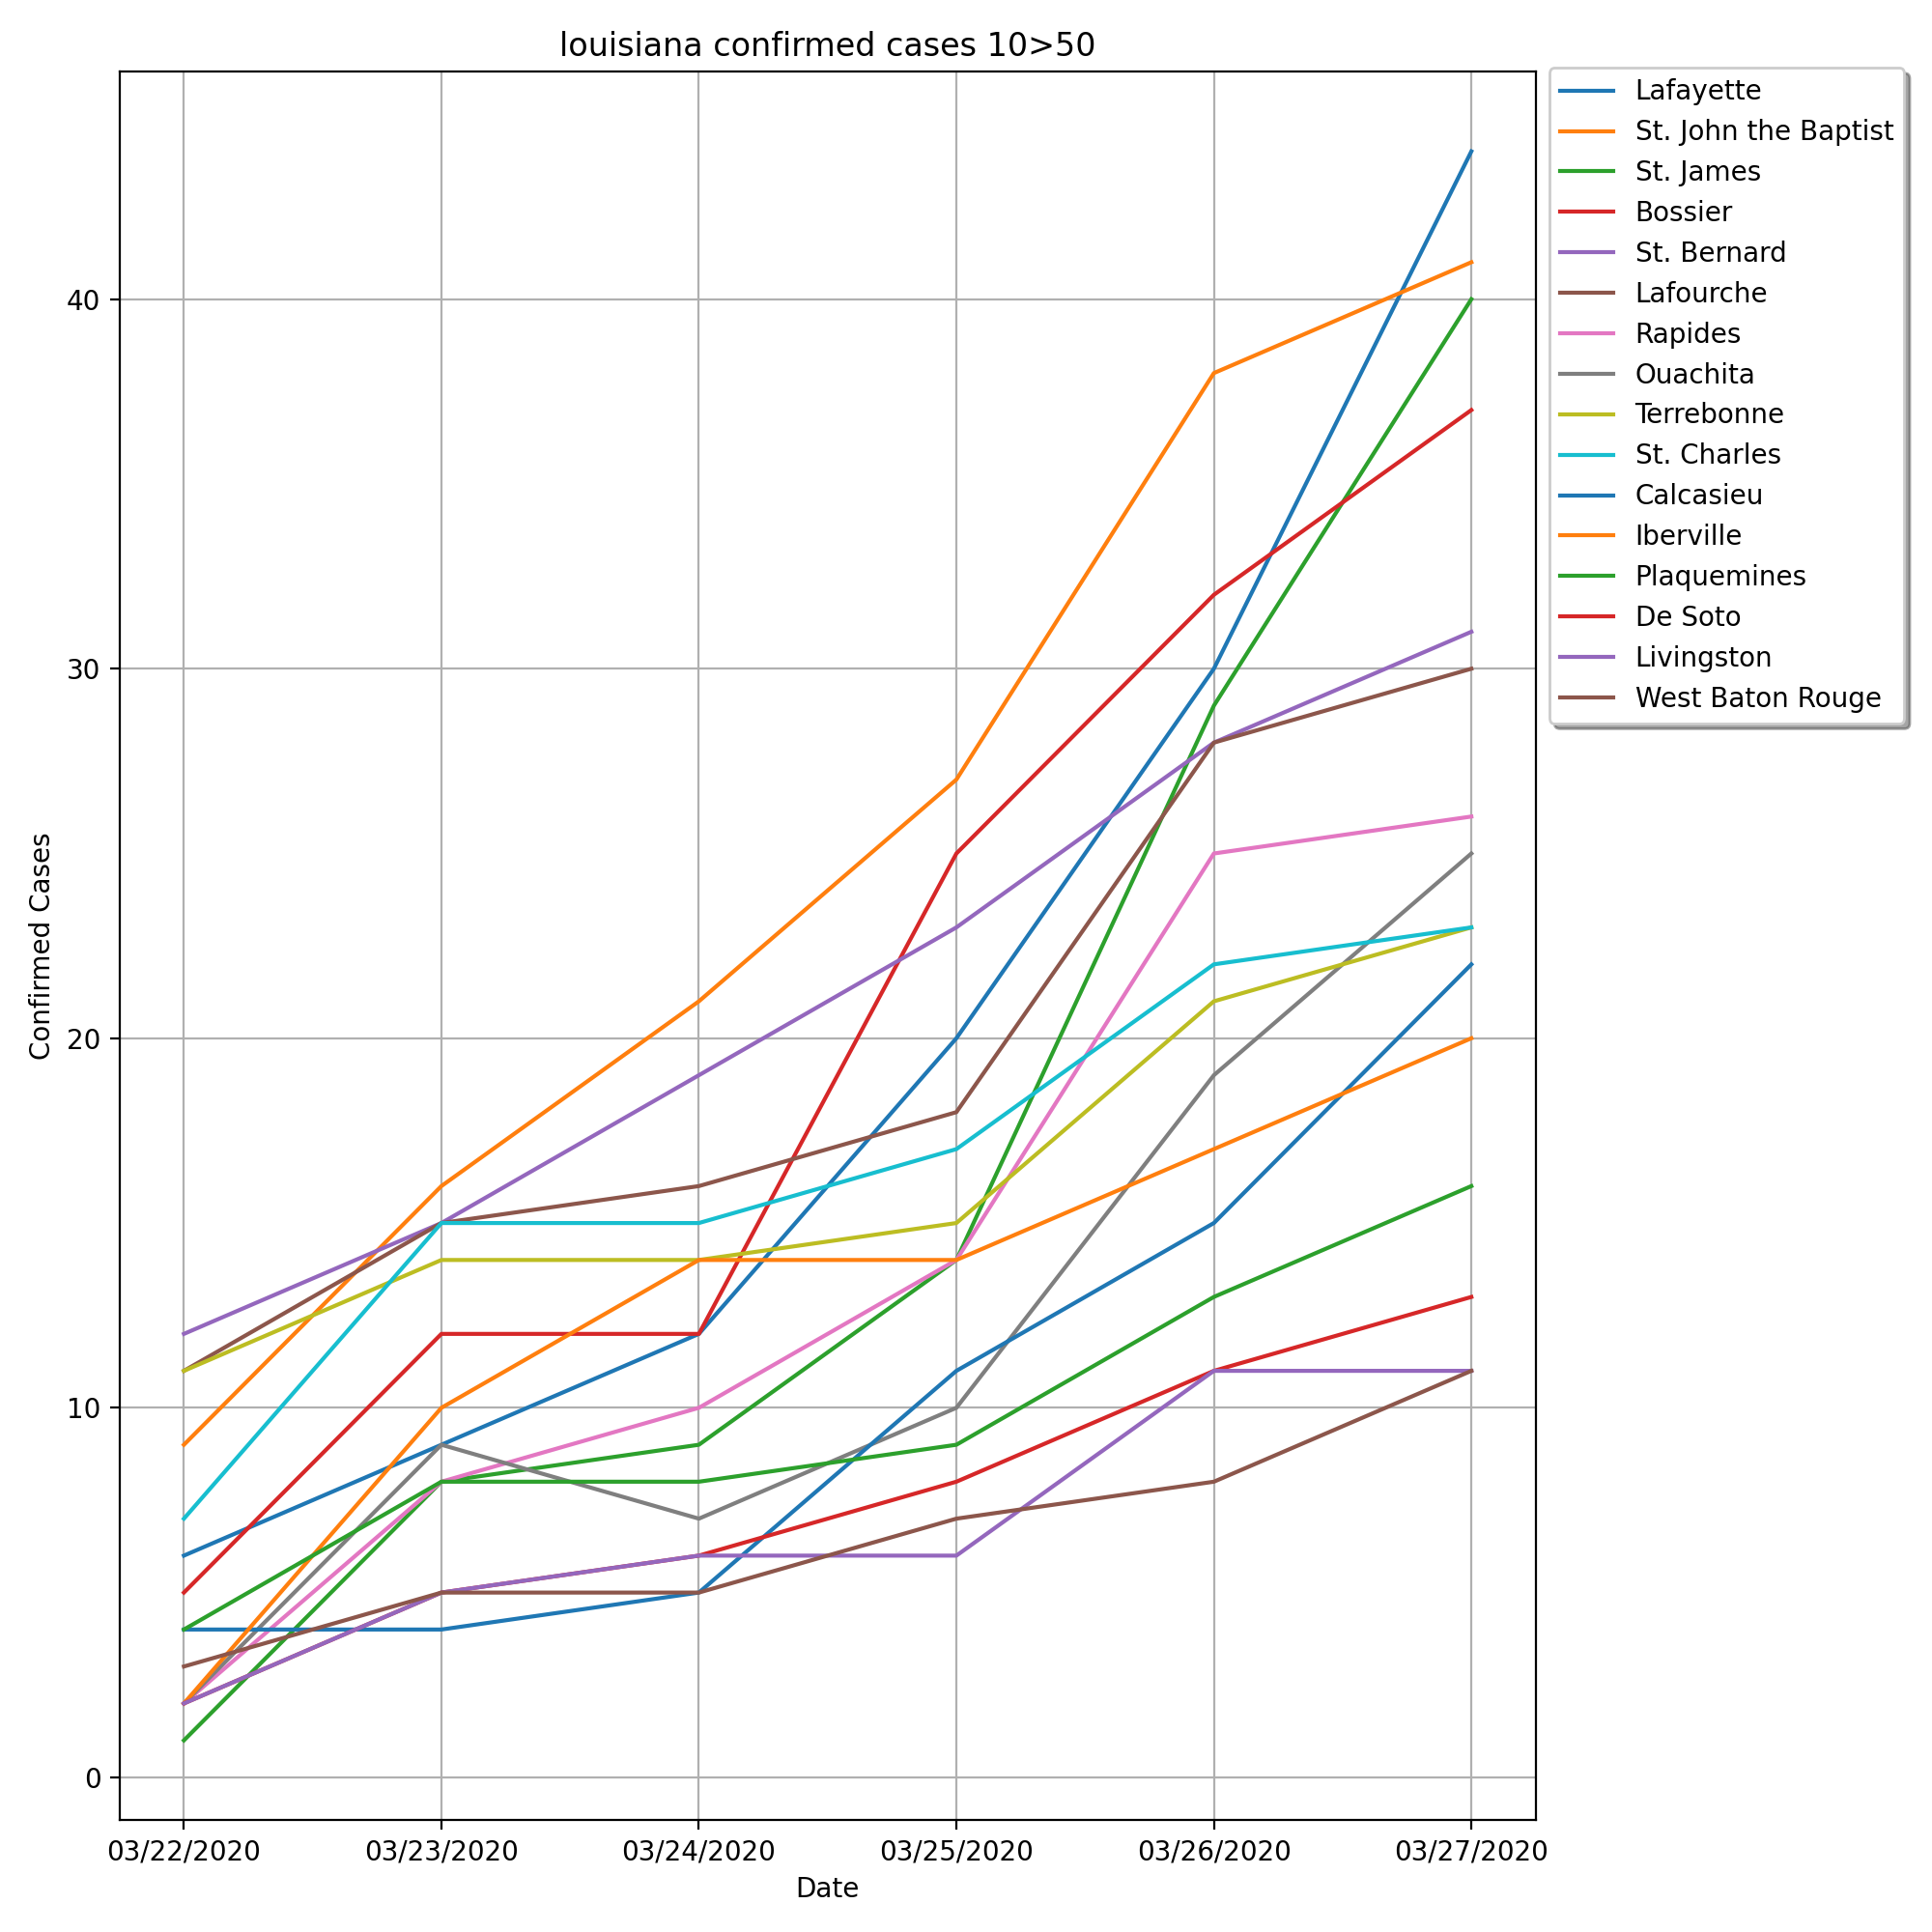 louisiana confirmed cases 10>50
Lafayette
St. John the Baptist
St. James
Bossier
St. Bernard
Lafourche
Rapides
Ouachita
Terrebonne
St. Charles
Calcasieu
Iberville
Plaquemines
De Soto
Livingston
West Baton Rouge
Confirmed Cases
40
30
20
10
0
03/22/2020 03/23/2020 03/24/2020 03/25/2020 03/26/2020 03/27/2020
Date